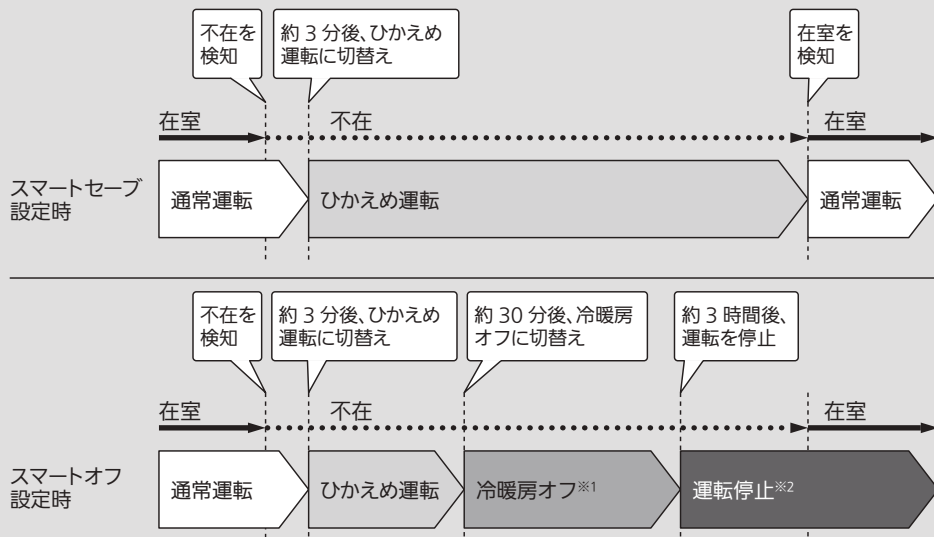 不在を
検知
約 3 分後、ひかえめ
運転に切替え
在室を
検知
在室
不在
在室
スマートセーブ
設定時
通常運転
ひかえめ運転
通常運転
不在を
検知
約 3 分後、ひかえめ
運転に切替え
約 30 分後、冷暖房
オフに切替え
約 3 時間後、
運転を停止
在室
不在
在室
スマートオフ
設定時
通常運転
ひかえめ運転
冷暖房オフ※1
運転停止※2